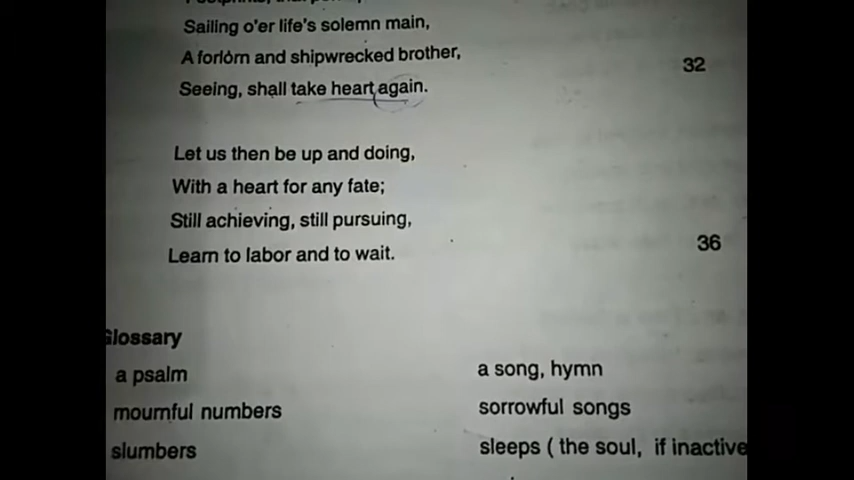 Sailing o'er life's solemn main,
A forlorn and shipwrecked brother,
Seeing, shall take heart again.
32
Let us then be up and doing,
With a heart for any fate;
Still achieving, still pursuing,
Learn to labor and to wait.
36
Glossary
a psalm a song, hymn
mournful numbers sorrowful songs
slumbers sleeps ( the soul, if inactive